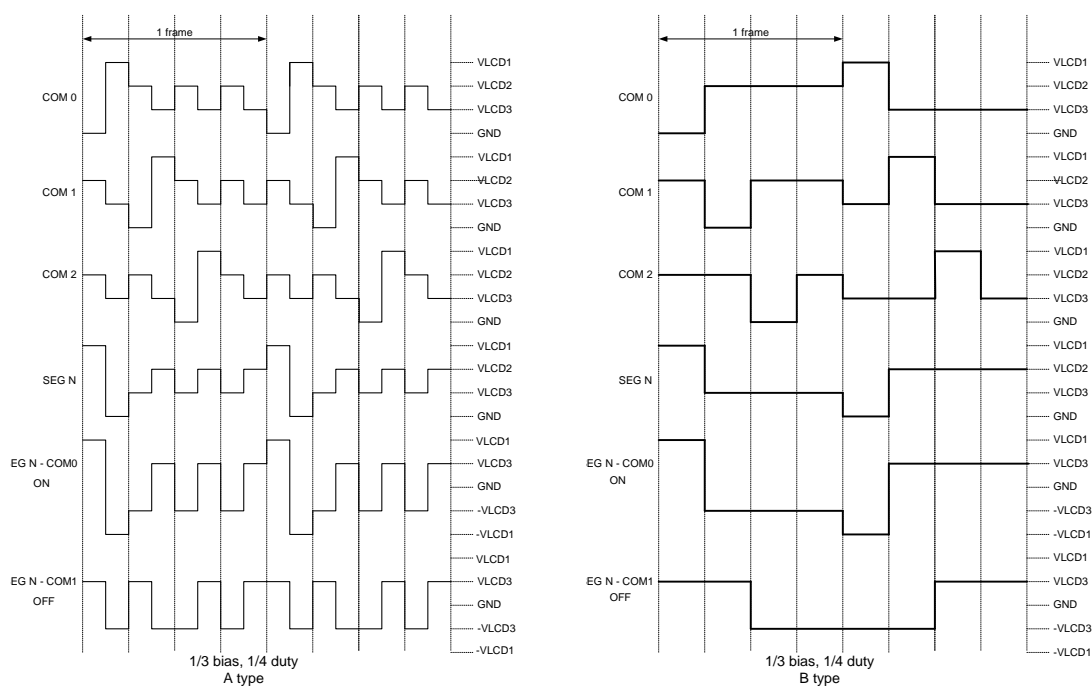 1 frame
COM 0
VLCD1
VLCD2
VLCD3
GND
COM 1
VLCD1
VLCD2
VLCD3
GND
COM 2
VLCD1
VLCD2
VLCD3
GND
SEG N
VLCD1
VLCD2
VLCD3
GND
EG N - COM0
ON
VLCD1
VLCD3
GND
-VLCD3
-VLCD1
EG N - COM1
OFF
VLCD1
VLCD3
GND
-VLCD3
-VLCD1
1/3 bias, 1/4 duty
A type
1 frame
COM 0
VLCD1
VLCD2
VLCD3
GND
COM 1
VLCD1
VLCD2
VLCD3
GND
COM 2
VLCD1
VLCD2
VLCD3
GND
SEG N
VLCD1
VLCD2
VLCD3
GND
EG N - COM0
ON
VLCD1
VLCD3
GND
-VLCD3
-VLCD1
EG N - COM1
OFF
VLCD1
VLCD3
GND
-VLCD3
-VLCD1
1/3 bias, 1/4 duty
B type